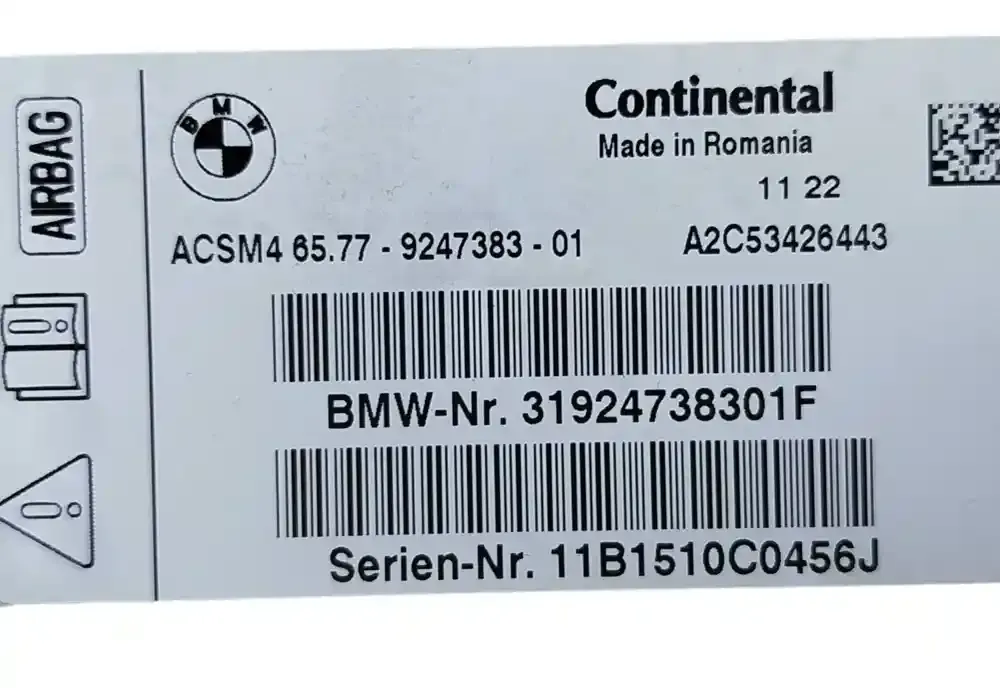 AIRBAG
BMW
Continental
Made in Romania
11 22
ACSM4 65.77 - 9247383 - 01 A2C53426443
BMW-Nr. 31924738301F
Serien-Nr. 11B1510C0456J